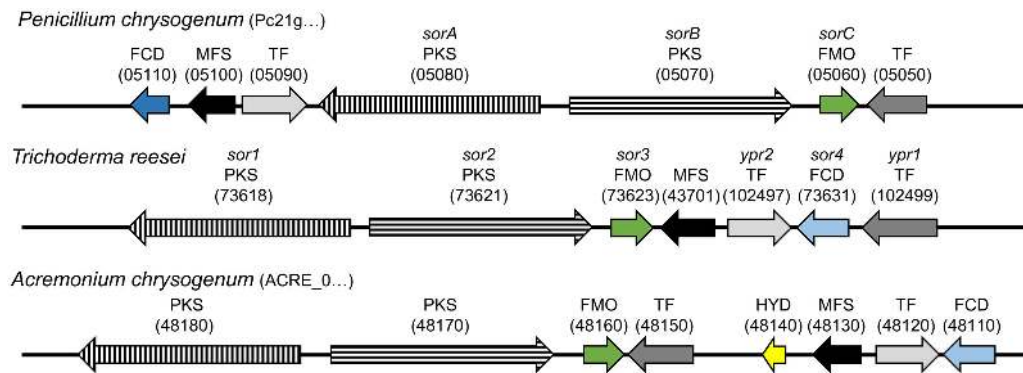 Penicillium chrysogenum (Pc21g…)
sorA sorB sorC
FCD MFS TF PKS PKS FMO TF
(05110) (05100) (05090) (05080) (05070) (05060) (05050)
Trichoderma reesei
sor1 sor2 sor3 ypr2 sor4 ypr1
PKS PKS FMO MFS TF FCD TF
(73618) (73621) (73623) (43701) (102497) (73631) (102499)
Acremonium chrysogenum (ACRE_0…)
PKS PKS FMO TF HYD MFS TF FCD
(48180) (48170) (48160) (48150) (48140) (48130) (48120) (48110)